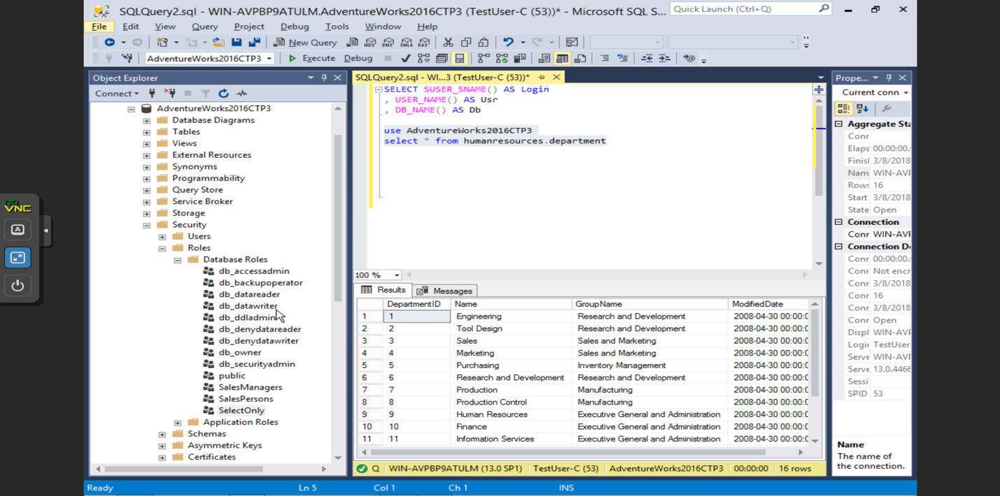 SQLQuery2.sql - WIN-AVPBP9ATULM.AdventureWorks2016CTP3 (TestUser-C (53))* - Microsoft SQL S...
Quick Launch (Ctrl+Q)
File Edit View Query Project Debug Tools Window Help
New Query
MDX DMX XMLA DAX
AdventureWorks2016CTP3
Execute Debug
Object Explorer
Connect
AdventureWorks2016CTP3
Database Diagrams
Tables
Views
External Resources
Synonyms
Programmability
Query Store
Service Broker
Storage
Security
Users
Roles
Database Roles
db_accessadmin
db_backupoperator
db_datareader
db_datawriter
db_ddladmin
db_denydatareader
db_denydatawriter
db_owner
db_securityadmin
public
SalesManagers
SalesPersons
SelectOnly
Application Roles
Schemas
Asymmetric Keys
Certificates
noVNC
A
SQLQuery2.sql - WI...3 (TestUser-C (53))*
SELECT SUSER_SNAME() AS Login
, USER_NAME() AS Usr
, DB_NAME() AS Db
use AdventureWorks2016CTP3
select * from humanresources.department
100 %
Results Messages
DepartmentID Name GroupName ModifiedDate
1 1 Engineering Research and Development 2008-04-30 00:00:0
2 2 Tool Design Research and Development 2008-04-30 00:00:0
3 3 Sales Sales and Marketing 2008-04-30 00:00:0
4 4 Marketing Sales and Marketing 2008-04-30 00:00:0
5 5 Purchasing Inventory Management 2008-04-30 00:00:0
6 6 Research and Development Research and Development 2008-04-30 00:00:0
7 7 Production Manufacturing 2008-04-30 00:00:0
8 8 Production Control Manufacturing 2008-04-30 00:00:0
9 9 Human Resources Executive General and Administration 2008-04-30 00:00:0
10 10 Finance Executive General and Administration 2008-04-30 00:00:0
11 11 Information Services Executive General and Administration 2008-04-30 00:00:0
Q WIN-AVPBP9ATULM (13.0 SP1) TestUser-C (53) AdventureWorks2016CTP3 00:00:00 16 rows
Prope...
Current conn
Aggregate Sta
Conr
Elaps 00:00:00.
Finisl 3/8/2018
Nam WIN-AVF
Rows 16
Start 3/8/2018
State Open
Connection
Conr WIN-AVF
Connection De
Conr 00:00:00.
Conr Not encr
Conr 3/8/2018
Conr 16
Conr 3/8/2018
Conr Open
Displ WIN-AVF
Login TestUser
Serve WIN-AVF
Serve 13.0.4466
Sessi
SPID 53
Name
The name of
the connection.
Ready Ln 5 Col 1 Ch 1 INS